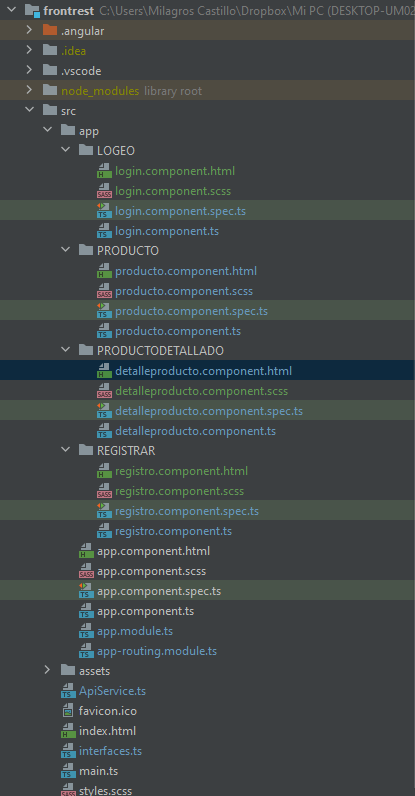 frontrest C:\Users\Milagros Castillo\Dropbox\Mi PC (DESKTOP-UM02
.angular
.idea
.vscode
node_modules library root
src
app
LOGEO
login.component.html
login.component.scss
login.component.spec.ts
login.component.ts
PRODUCTO
producto.component.html
producto.component.scss
producto.component.spec.ts
producto.component.ts
PRODUCTODETALLADO
detalleproducto.component.html
detalleproducto.component.scss
detalleproducto.component.spec.ts
detalleproducto.component.ts
REGISTRAR
registro.component.html
registro.component.scss
registro.component.spec.ts
registro.component.ts
app.component.html
app.component.scss
app.component.spec.ts
app.component.ts
app.module.ts
app-routing.module.ts
assets
ApiService.ts
favicon.ico
index.html
interfaces.ts
main.ts
styles.scss